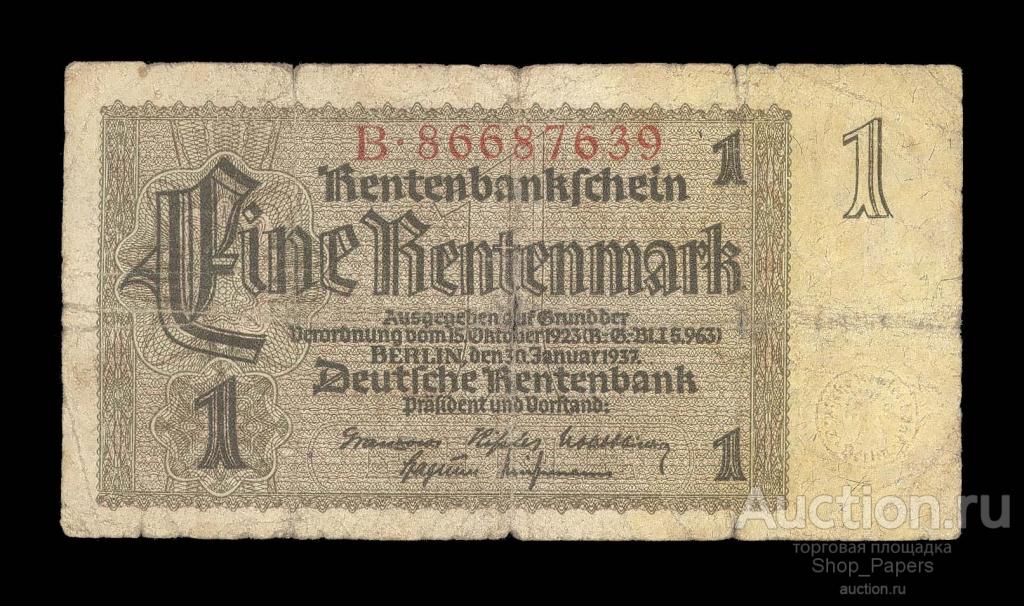 B·86687639
1
1
Rentenbankschein
Eine Rentenmark
Ausgegeben auf Grund der
Verordnung vom 15. Oktober 1923 (R-G-Bl.I S.963)
BERLIN, den 30. Januar 1937.
Deutsche Rentenbank
Präsident und Vorstand:
1
1
Berlin
Auction.ru
торговая площадка
Shop_Papers
auction.ru